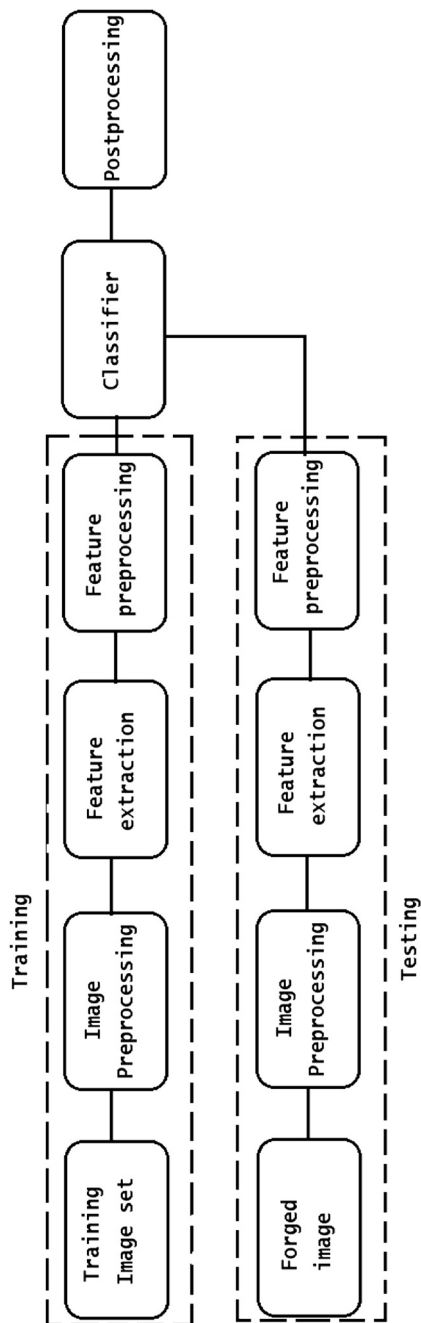 Training
Training
Image set
Image
Preprocessing
Feature
extraction
Feature
preprocessing
Classifier
Postprocessing
Forged
image
Image
Preprocessing
Feature
extraction
Feature
preprocessing
Testing